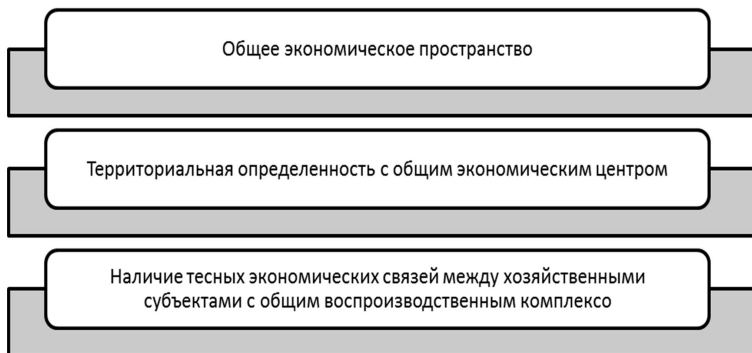 Общее экономическое пространство
Территориальная определенность с общим экономическим центром
Наличие тесных экономических связей между хозяйственными
субъектами с общим воспроизводственным комплексо